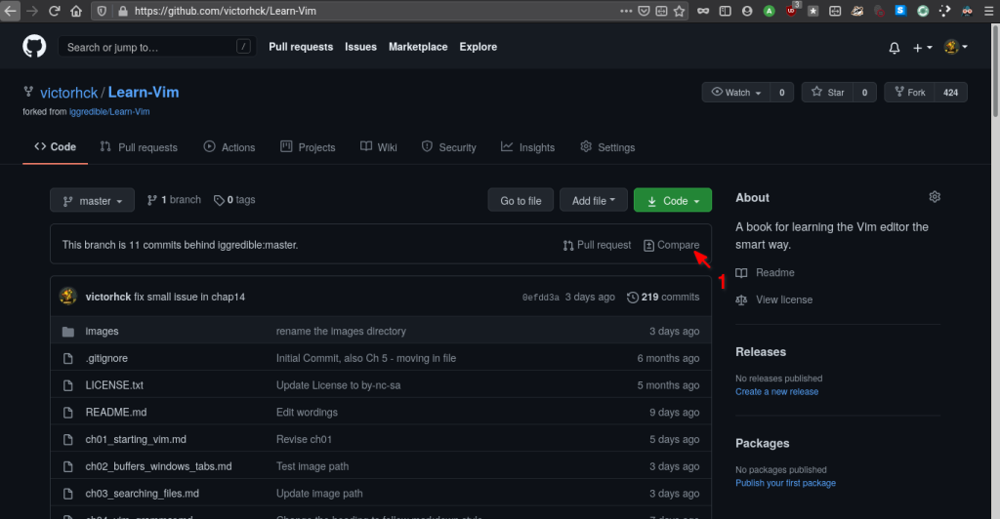 https://github.com/victorhck/Learn-Vim
3
Search or jump to… /
Pull requests Issues Marketplace Explore
victorhck / Learn-Vim
forked from iggredible/Learn-Vim
Watch 0 Star 0 Fork 424
Code Pull requests Actions Projects Wiki Security Insights Settings
master 1 branch 0 tags Go to file Add file Code
This branch is 11 commits behind iggredible:master. Pull request Compare
1
victorhck fix small issue in chap14 0efdd3a 3 days ago 219 commits
images rename the images directory 3 days ago
.gitignore Initial Commit, also Ch 5 - moving in file 6 months ago
LICENSE.txt Update License to by-nc-sa 5 months ago
README.md Edit wordings 9 days ago
ch01_starting_vim.md Revise ch01 5 days ago
ch02_buffers_windows_tabs.md Test image path 3 days ago
ch03_searching_files.md Update image path 3 days ago
About
A book for learning the Vim editor the
smart way.
Readme
View license
Releases
No releases published
Create a new release
Packages
No packages published
Publish your first package